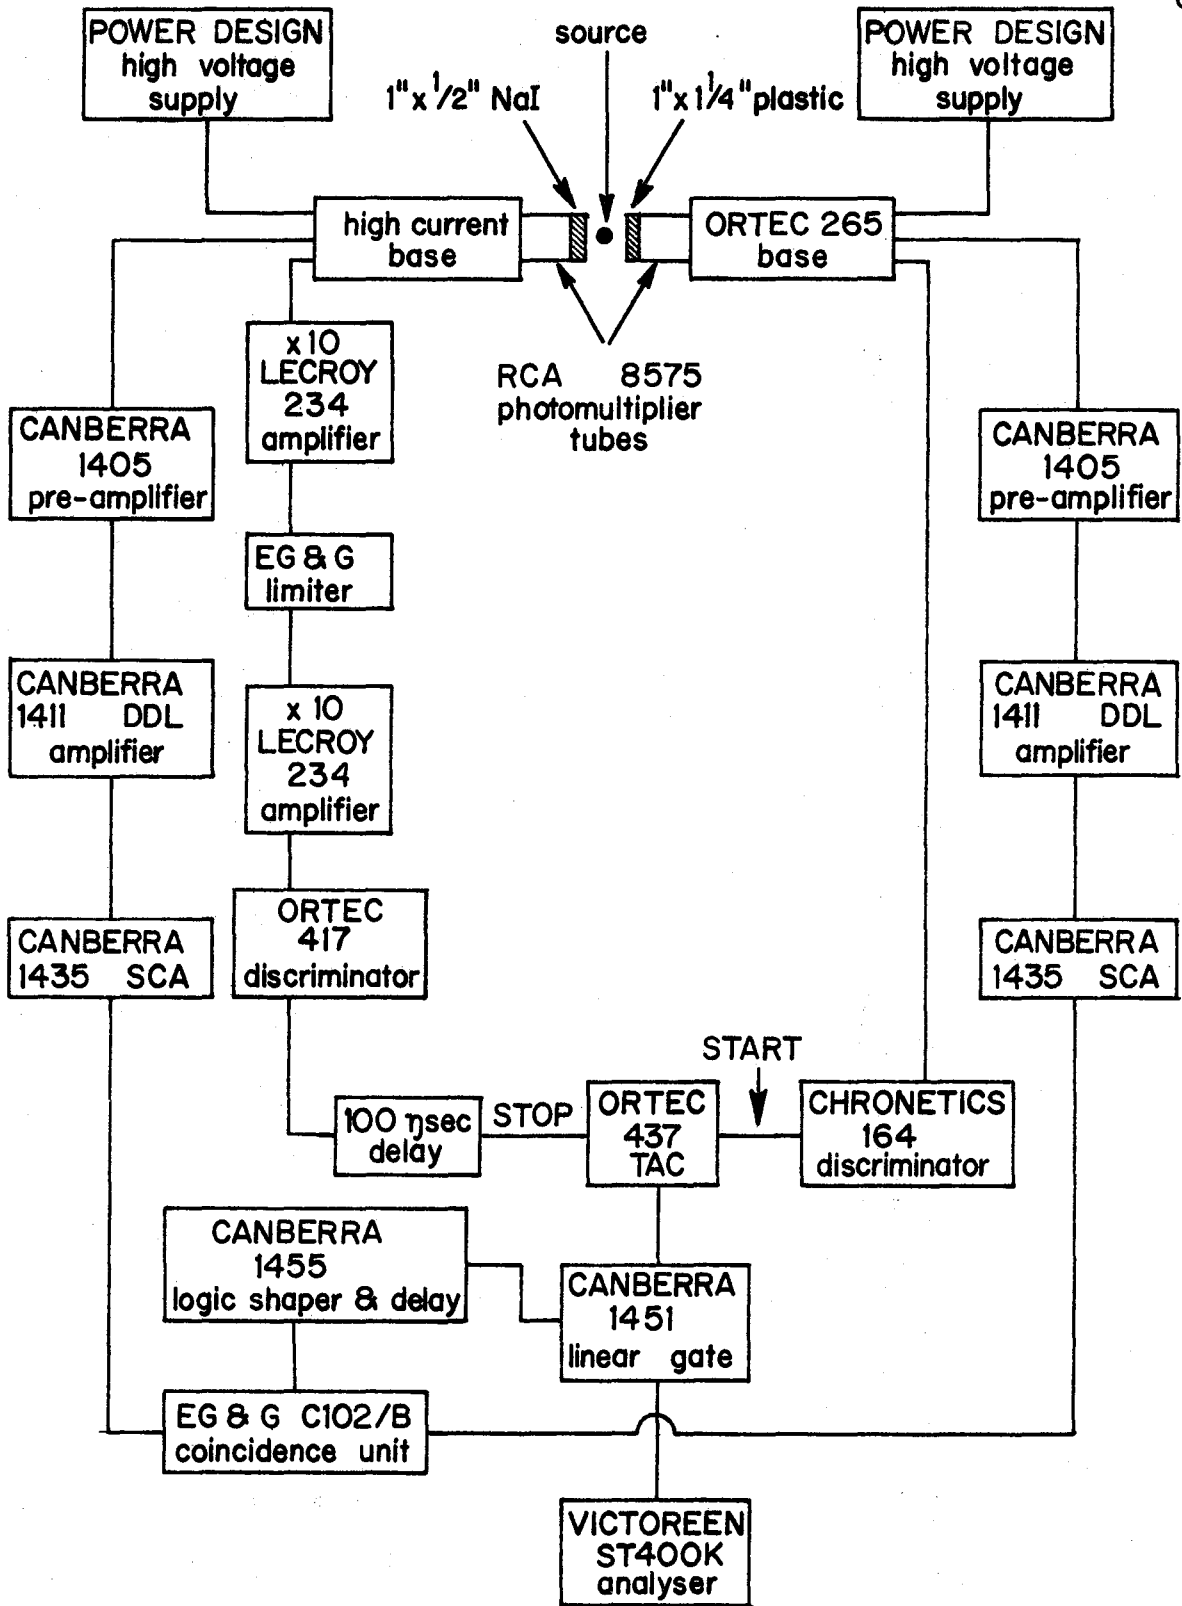 POWER DESIGN
high voltage
supply
source
1" x 1/2" NaI
1" x 1 1/4" plastic
POWER DESIGN
high voltage
supply
high current
base
ORTEC 265
base
x 10
LECROY
234
amplifier
RCA 8575
photomultiplier
tubes
CANBERRA
1405
pre-amplifier
CANBERRA
1405
pre-amplifier
EG & G
limiter
CANBERRA
1411 DDL
amplifier
x 10
LECROY
234
amplifier
CANBERRA
1411 DDL
amplifier
CANBERRA
1435 SCA
ORTEC
417
discriminator
CANBERRA
1435 SCA
START
100 ηsec
delay
STOP
ORTEC
437
TAC
CHRONETICS
164
discriminator
CANBERRA
1455
logic shaper & delay
CANBERRA
1451
linear gate
EG & G C102/B
coincidence unit
VICTOREEN
ST400K
analyser